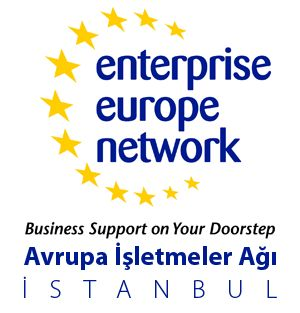 enterprise
europe
network
Business Support on Your Doorstep
Avrupa İşletmeler Ağı
İSTANBUL